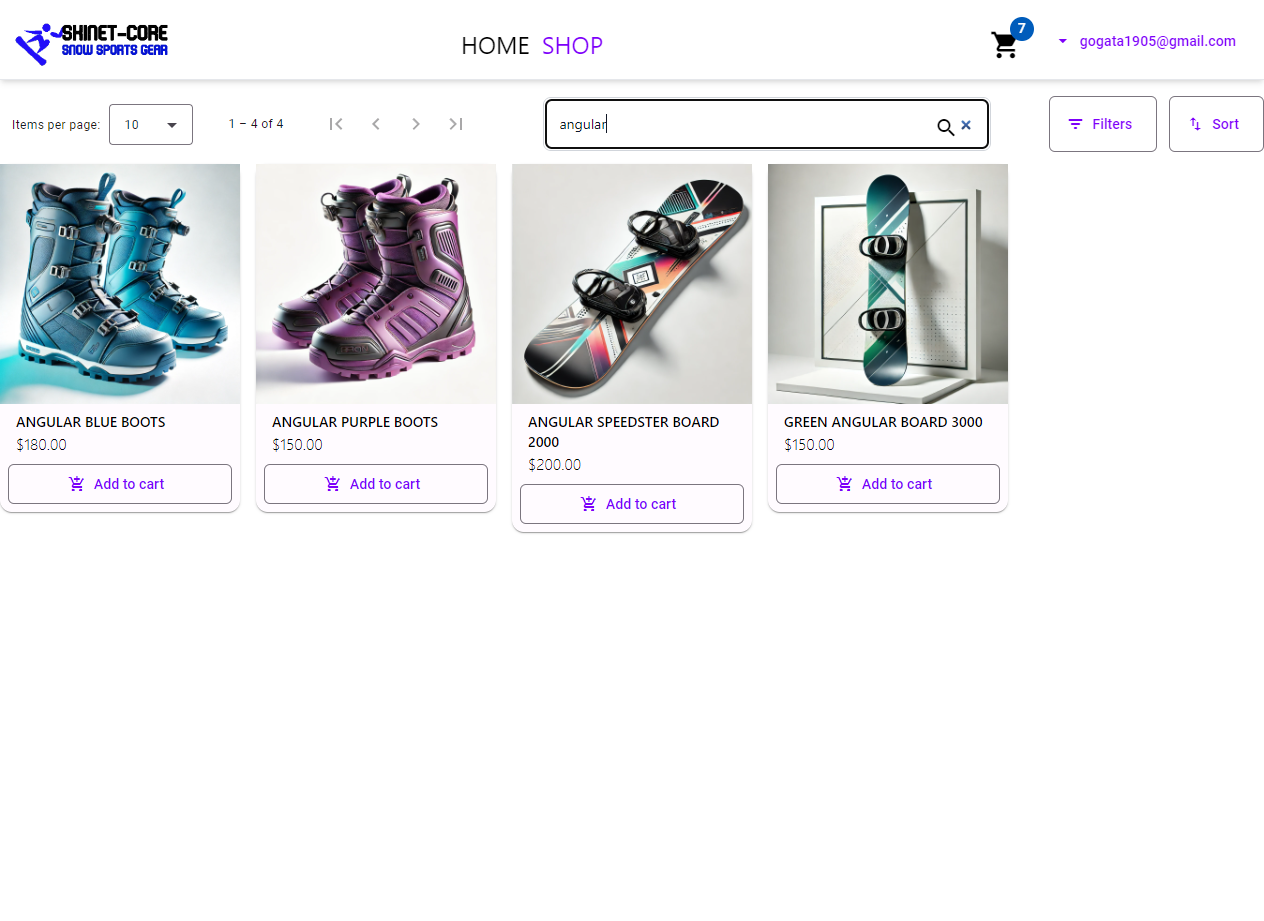 SKINET-CORE
SNOW SPORTS GEAR
HOME SHOP
7
gogata1905@gmail.com
Items per page: 10
1 – 4 of 4
angular
Filters
Sort
ANGULAR BLUE BOOTS
$180.00
Add to cart
ANGULAR PURPLE BOOTS
$150.00
Add to cart
ANGULAR SPEEDSTER BOARD
2000
$200.00
Add to cart
GREEN ANGULAR BOARD 3000
$150.00
Add to cart